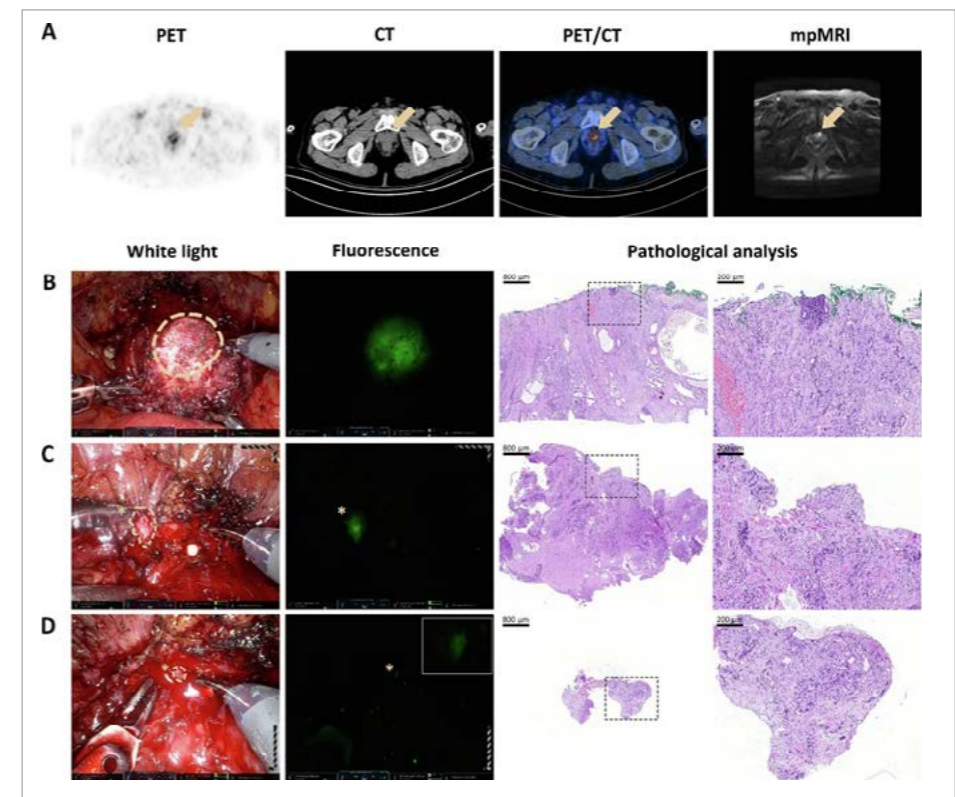 A
PET CT PET/CT mpMRI
White light Fluorescence Pathological analysis
B
800 µm 200 µm
C
*
800 µm 200 µm
D
*
800 µm 200 µm